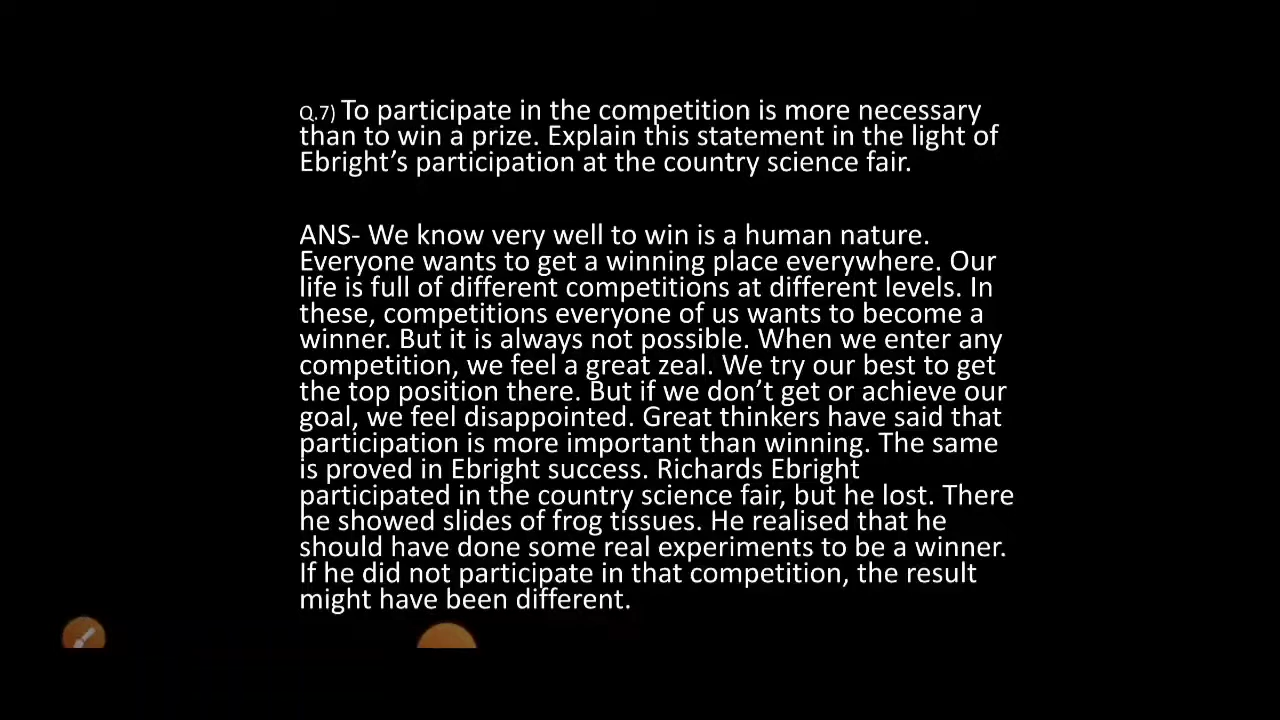 Q.7) To participate in the competition is more necessary
than to win a prize. Explain this statement in the light of
Ebright’s participation at the country science fair.
ANS- We know very well to win is a human nature.
Everyone wants to get a winning place everywhere. Our
life is full of different competitions at different levels. In
these, competitions everyone of us wants to become a
winner. But it is always not possible. When we enter any
competition, we feel a great zeal. We try our best to get
the top position there. But if we don’t get or achieve our
goal, we feel disappointed. Great thinkers have said that
participation is more important than winning. The same
is proved in Ebright success. Richards Ebright
participated in the country science fair, but he lost. There
he showed slides of frog tissues. He realised that he
should have done some real experiments to be a winner.
If he did not participate in that competition, the result
might have been different.